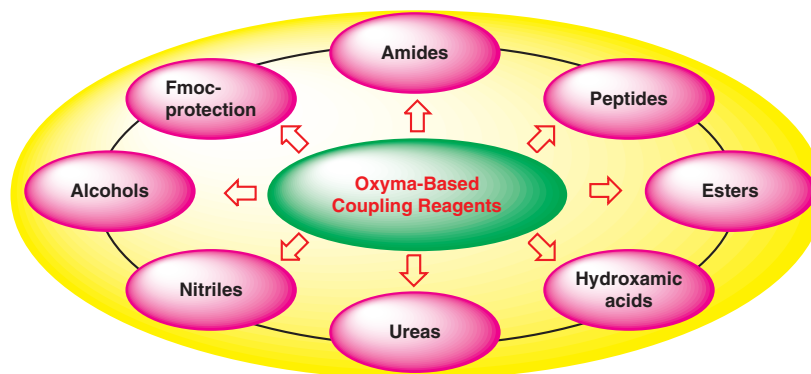 Amides
Fmoc-
protection
Peptides
Alcohols
Oxyma-Based
Coupling Reagents
Esters
Nitriles
Hydroxamic
acids
Ureas